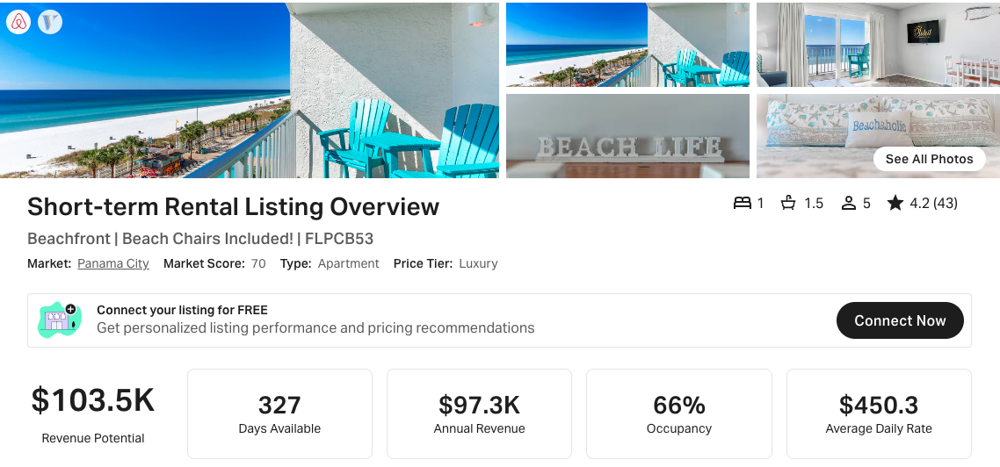 BEACH LIFE
Beachaholic
See All Photos
Short-term Rental Listing Overview
1 1.5 5 4.2 (43)
Beachfront | Beach Chairs Included! | FLPCB53
Market: Panama City Market Score: 70 Type: Apartment Price Tier: Luxury
Connect your listing for FREE
Get personalized listing performance and pricing recommendations
Connect Now
$103.5K
Revenue Potential
327
Days Available
$97.3K
Annual Revenue
66%
Occupancy
$450.3
Average Daily Rate